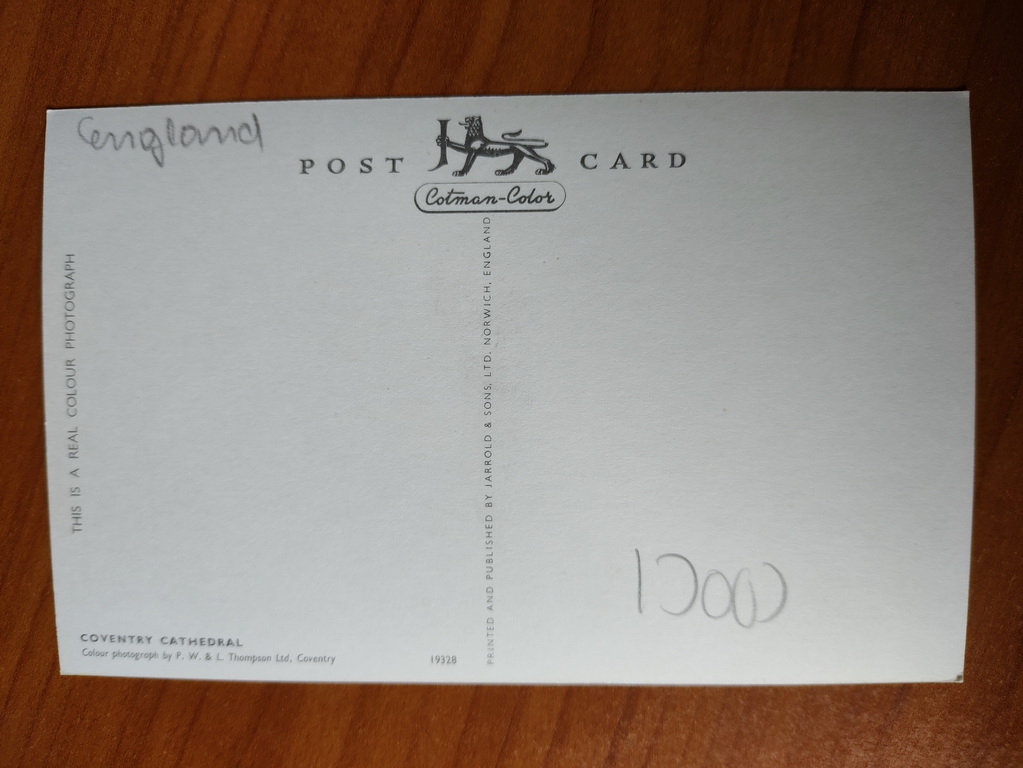 england
POST CARD
Cotman-Color
THIS IS A REAL COLOUR PHOTOGRAPH
PRINTED AND PUBLISHED BY JARROLD & SONS, LTD. NORWICH, ENGLAND
COVENTRY CATHEDRAL
Colour photograph by P. W. & L. Thompson Ltd, Coventry
19328